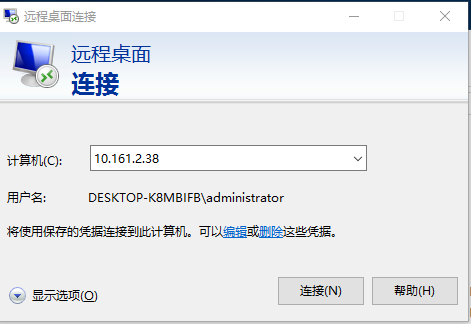 远程桌面连接
远程桌面
连接
计算机(C): 10.161.2.38
用户名: DESKTOP-K8MBIFB\administrator
将使用保存的凭据连接到此计算机。可以编辑或删除这些凭据。
显示选项(O) 连接(N) 帮助(H)